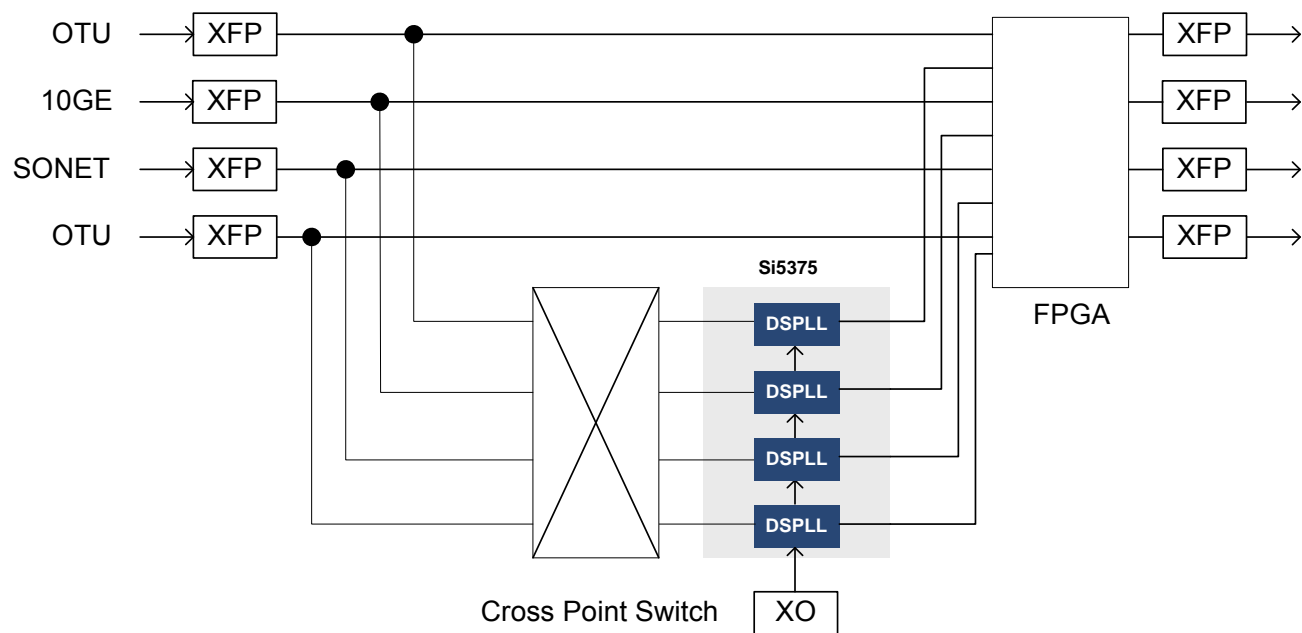 OTU XFP XFP
10GE XFP XFP
SONET XFP XFP
OTU XFP XFP
Si5375
FPGA
DSPLL
DSPLL
DSPLL
DSPLL
Cross Point Switch XO